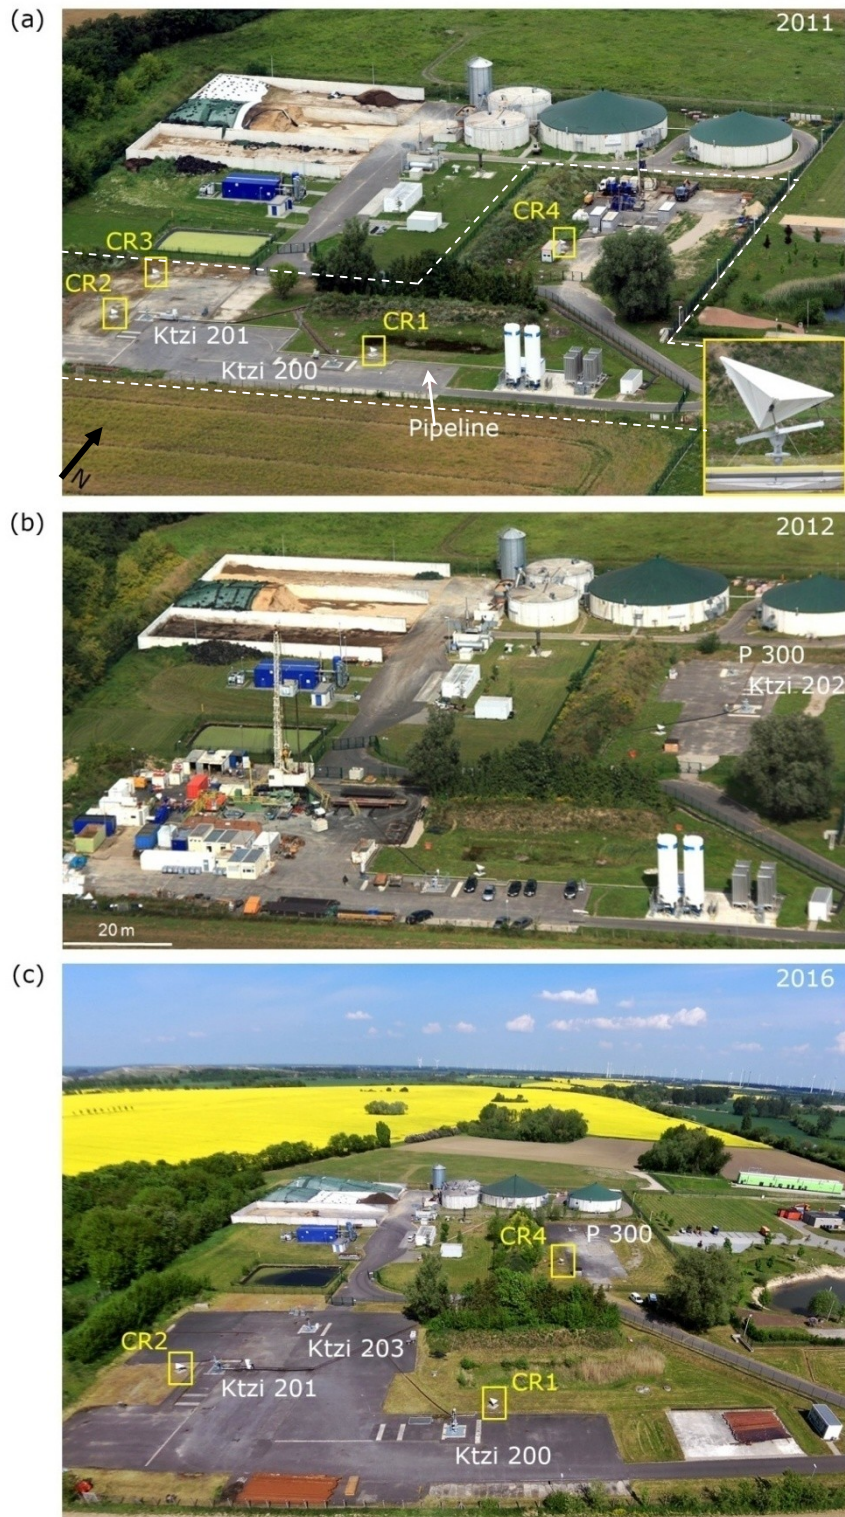 (a)
2011
CR4
CR3
CR2
Ktzi 201
CR1
Ktzi 200
Pipeline
N
(b)
2012
P 300
Ktzi 202
20 m
(c)
2016
P 300
CR4
CR2
Ktzi 203
Ktzi 201
CR1
Ktzi 200